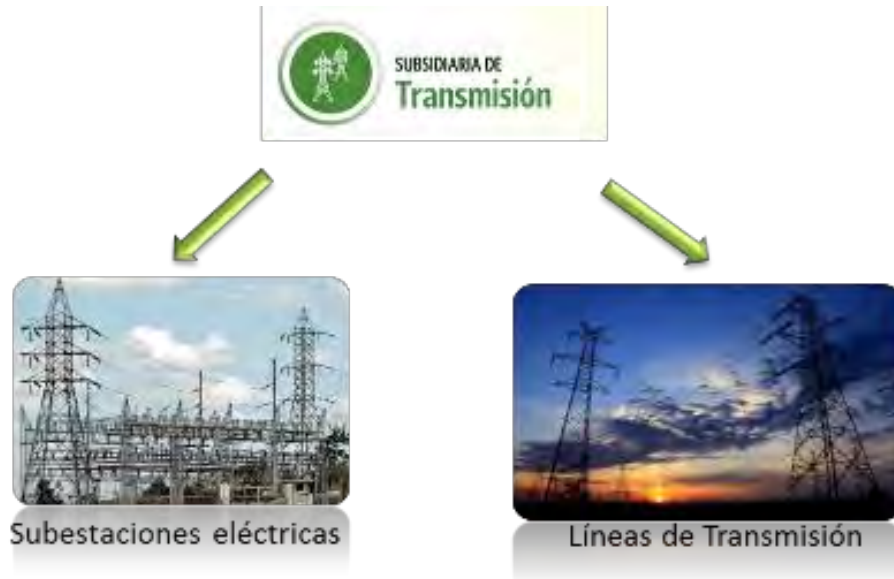 SUBSIDIARIA DE
Transmisión
Subestaciones eléctricas
Líneas de Transmisión